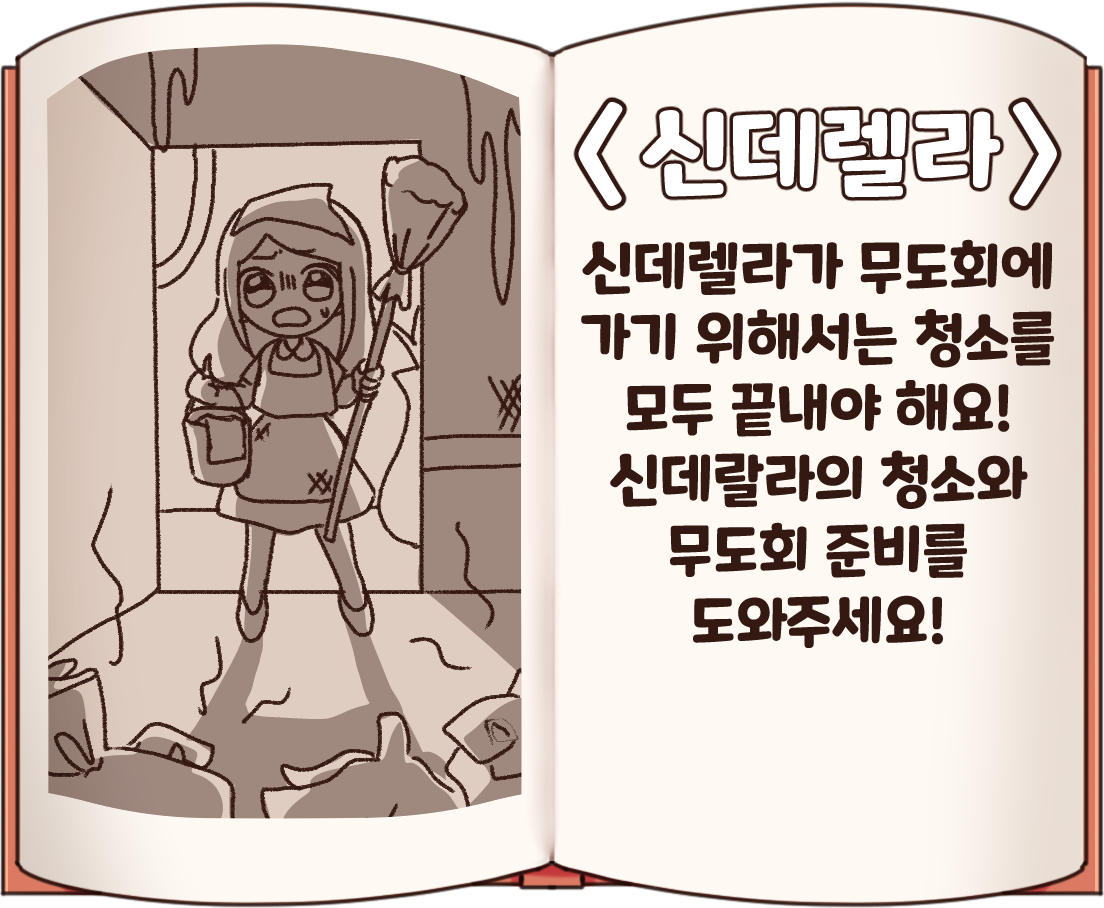 〈신데렐라〉
신데렐라가 무도회에
가기 위해서는 청소를
모두 끝내야 해요!
신데랄라의 청소와
무도회 준비를
도와주세요!